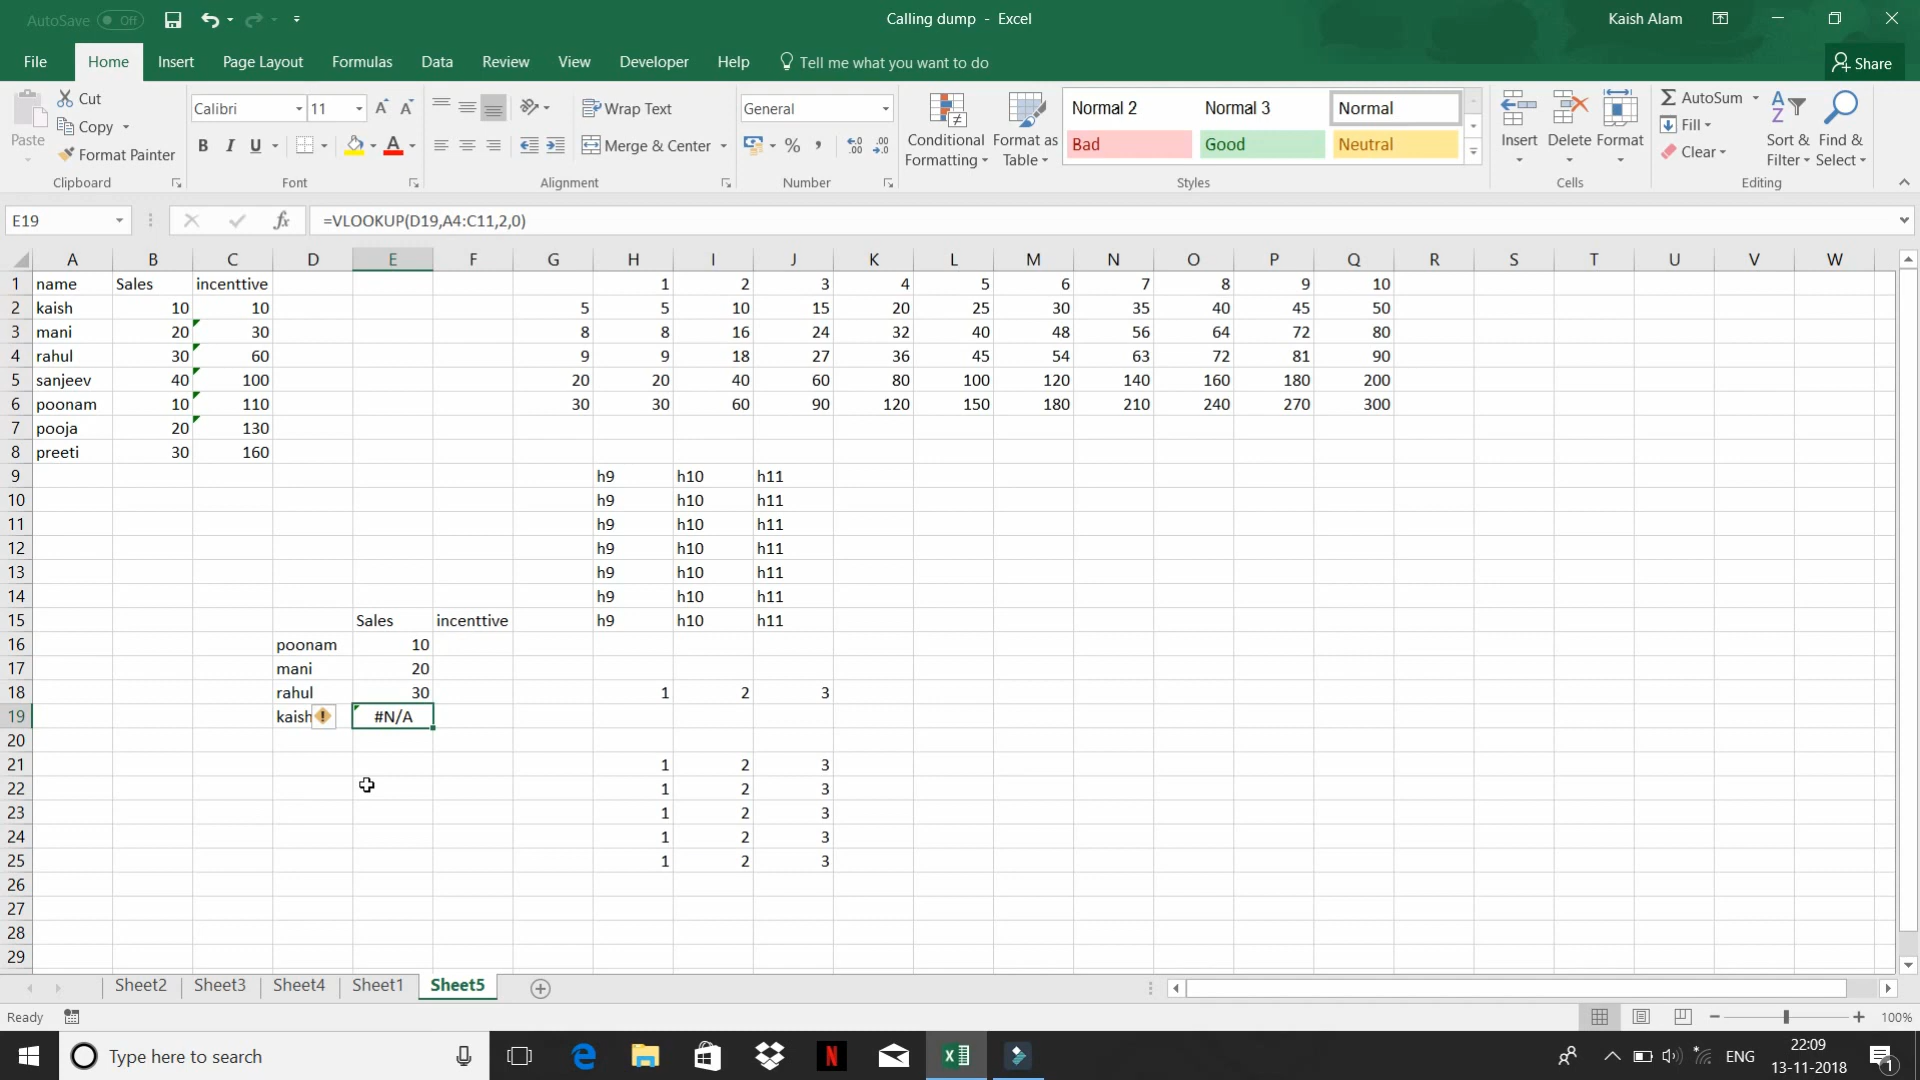 AutoSave Off
Calling dump - Excel
Kaish Alam
File Home Insert Page Layout Formulas Data Review View Developer Help Tell me what you want to do Share
Paste
Cut
Copy
Format Painter
Clipboard
Calibri 11
B I U
Font
Wrap Text
Merge & Center
Alignment
General
Number
Conditional Formatting
Format as Table
Normal 2 Normal 3 Normal
Bad Good Neutral
Styles
Insert Delete Format
Cells
AutoSum
Fill
Clear
Sort & Filter
Find & Select
Editing
E19 fx =VLOOKUP(D19,A4:C11,2,0)
A B C D E F G H I J K L M N O P Q R S T U V W
1 name Sales incenttive 1 2 3 4 5 6 7 8 9 10
2 kaish 10 10 5 5 10 15 20 25 30 35 40 45 50
3 mani 20 30 8 8 16 24 32 40 48 56 64 72 80
4 rahul 30 60 9 9 18 27 36 45 54 63 72 81 90
5 sanjeev 40 100 20 20 40 60 80 100 120 140 160 180 200
6 poonam 10 110 30 30 60 90 120 150 180 210 240 270 300
7 pooja 20 130
8 preeti 30 160
9 h9 h10 h11
10 h9 h10 h11
11 h9 h10 h11
12 h9 h10 h11
13 h9 h10 h11
14 h9 h10 h11
15 Sales incenttive h9 h10 h11
16 poonam 10
17 mani 20
18 rahul 30 1 2 3
19 kaish #N/A
20
21 1 2 3
22 1 2 3
23 1 2 3
24 1 2 3
25 1 2 3
26
27
28
29
Sheet2 Sheet3 Sheet4 Sheet1 Sheet5
Ready 100%
Type here to search
ENG
22:09
13-11-2018
1